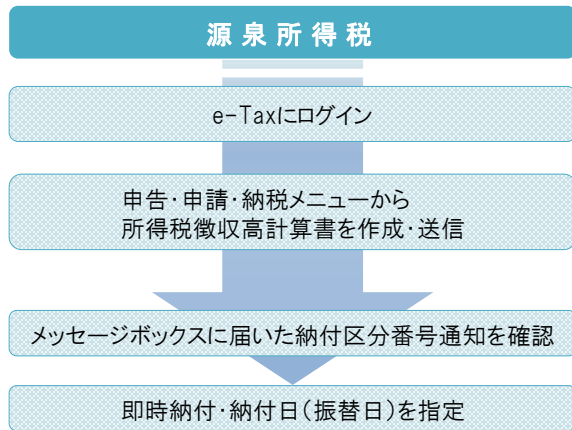 源泉所得税
e-Taxにログイン
申告・申請・納税メニューから
所得税徴収高計算書を作成・送信
メッセージボックスに届いた納付区分番号通知を確認
即時納付・納付日（振替日）を指定